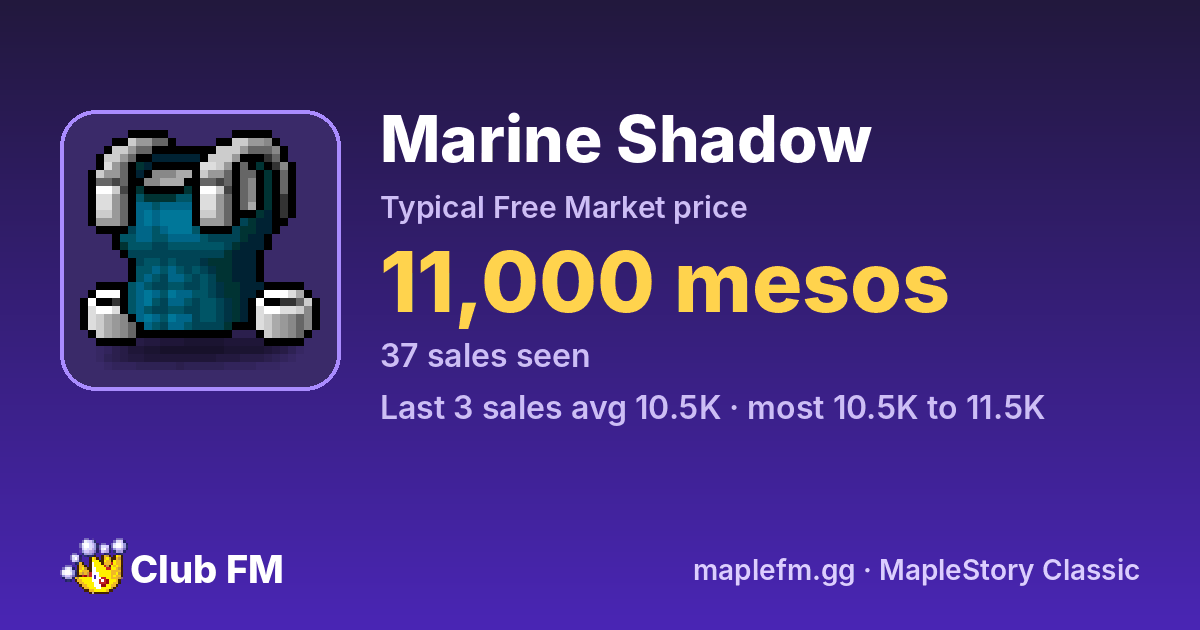 Marine Shadow
Typical Free Market price
11,000 mesos
37 sales seen
Last 3 sales avg 10.5K · most 10.5K to 11.5K
Club FM
maplefm.gg · MapleStory Classic